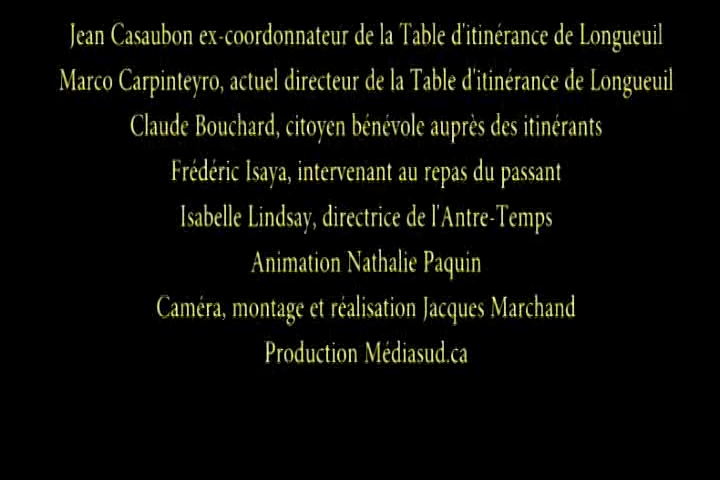 Jean Casaubon ex-coordonnateur de la Table d'itinérance de Longueuil
Marco Carpinteyro, actuel directeur de la Table d'itinérance de Longueuil
Claude Bouchard, citoyen bénévole auprès des itinérants
Frédéric Isaya, intervenant au repas du passant
Isabelle Lindsay, directrice de l'Antre-Temps
Animation Nathalie Paquin
Caméra, montage et réalisation Jacques Marchand
Production Médiasud.ca